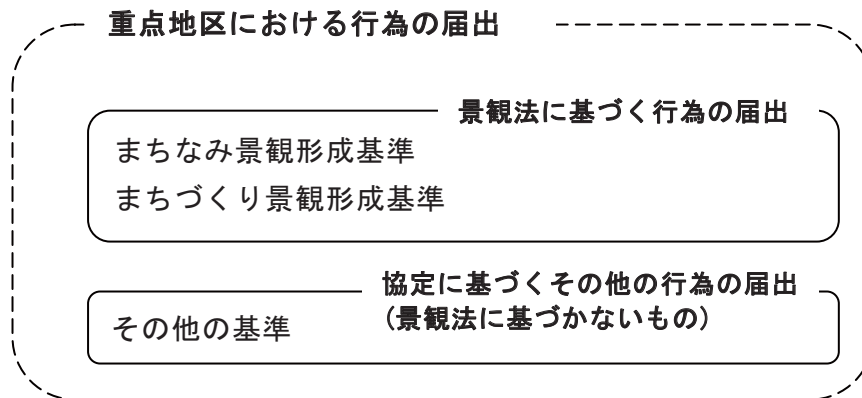 重点地区における行為の届出
景観法に基づく行為の届出
まちなみ景観形成基準
まちづくり景観形成基準
協定に基づくその他の行為の届出
（景観法に基づかないもの）
その他の基準